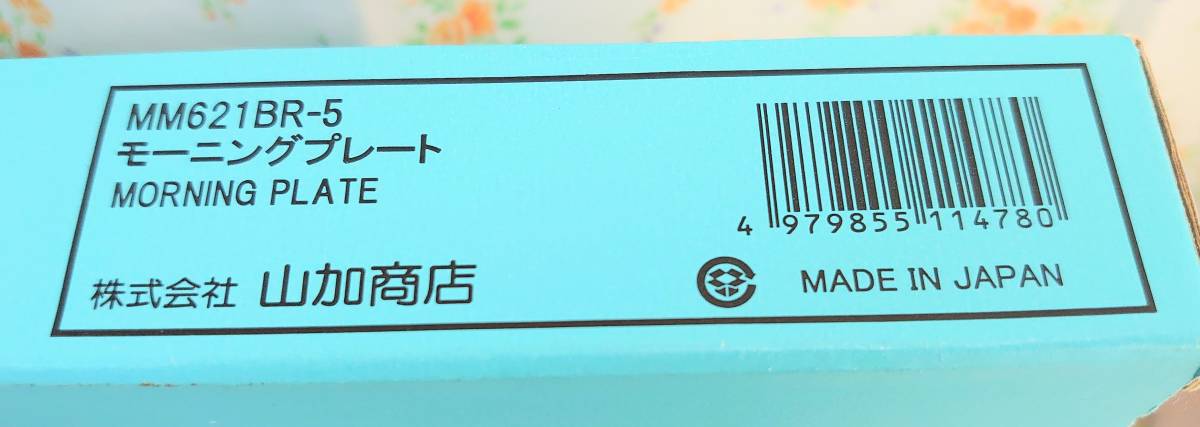 MM621BR-5
モーニングプレート
MORNING PLATE
4 979855 114780
株式会社 山加商店
MADE IN JAPAN